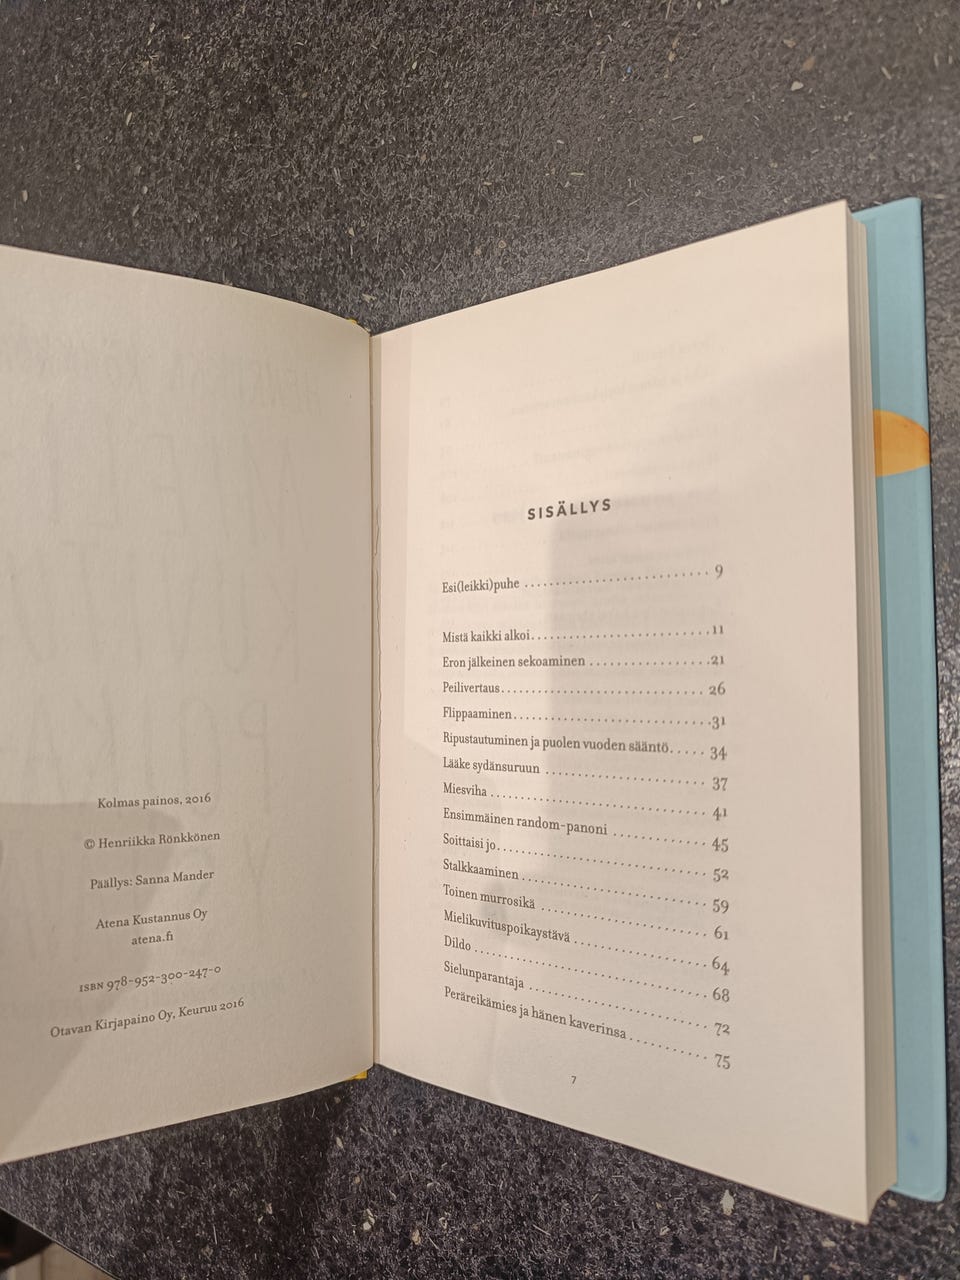 Kolmas painos, 2016
© Henriikka Rönkkönen
Päällys: Sanna Mander
Atena Kustannus Oy
atena.fi
ISBN 978-952-300-247-0
Otavan Kirjapaino Oy, Keuruu 2016
SISÄLLYS
Esi(leikki)puhe 9
Mistä kaikki alkoi 11
Eron jälkeinen sekoaminen 21
Peilivertaus 26
Flippaaminen 31
Ripustautuminen ja puolen vuoden sääntö 34
Lääke sydänsuruun 37
Miesviha 41
Ensimmäinen random-panoni 45
Soittaisi jo 52
Stalkkaaminen 59
Toinen murrosikä 61
Mielikuvituspoikaystävä 64
Dildo 68
Sielunparantaja 72
Peräreikämies ja hänen kaverinsa 75
7